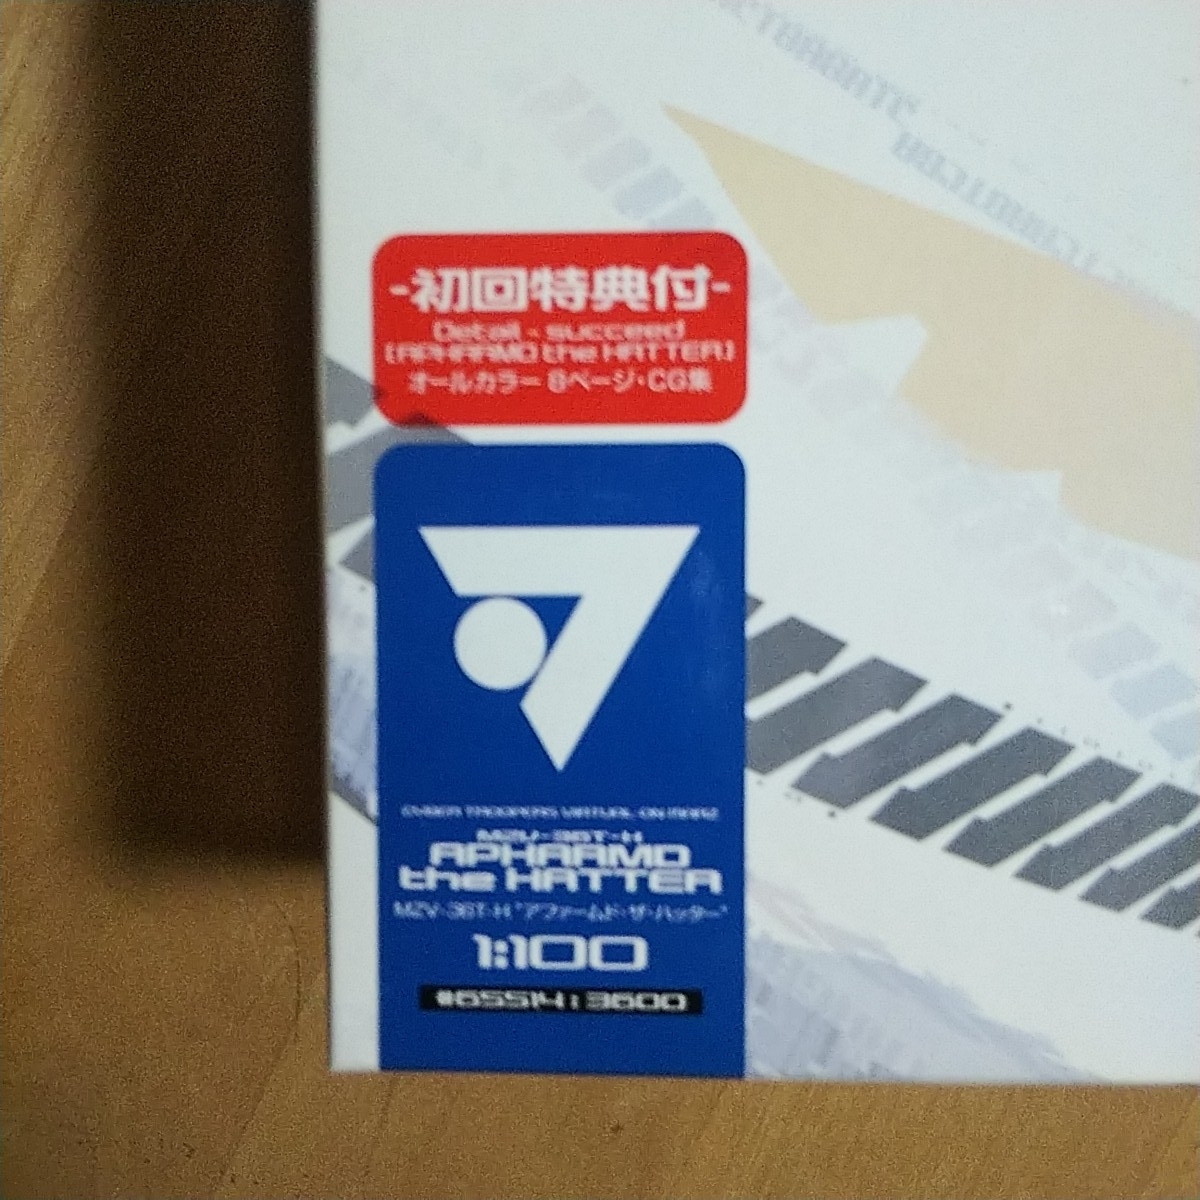 -初回特典付-
Detail - succeed
[APHARMD the HATTER]
オールカラー 8ページ・CG集
CYBER TROOPERS VIRTUAL-ON MARZ
MZV-36T-H
APHARMD
the HATTER
MZV-36T-H "アファームド・ザ・ハッター"
1:100
#65514:3600